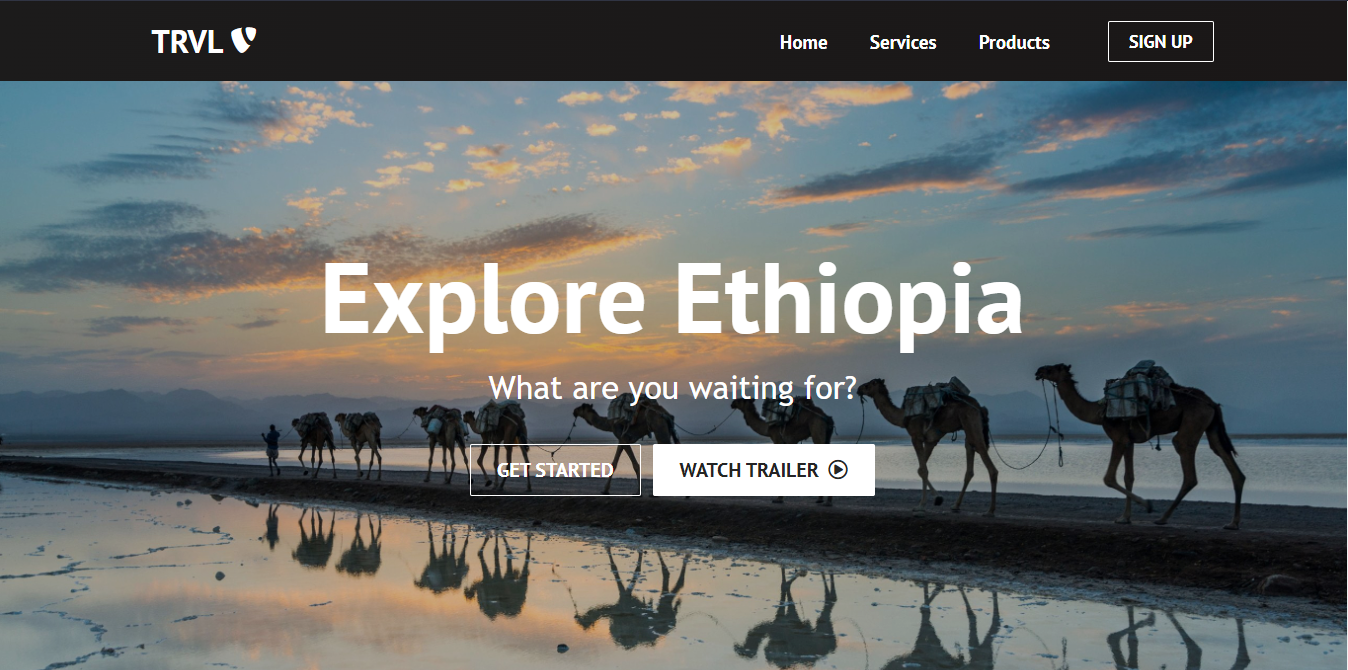 TRVL
Home Services Products SIGN UP
Explore Ethiopia
What are you waiting for?
GET STARTED WATCH TRAILER